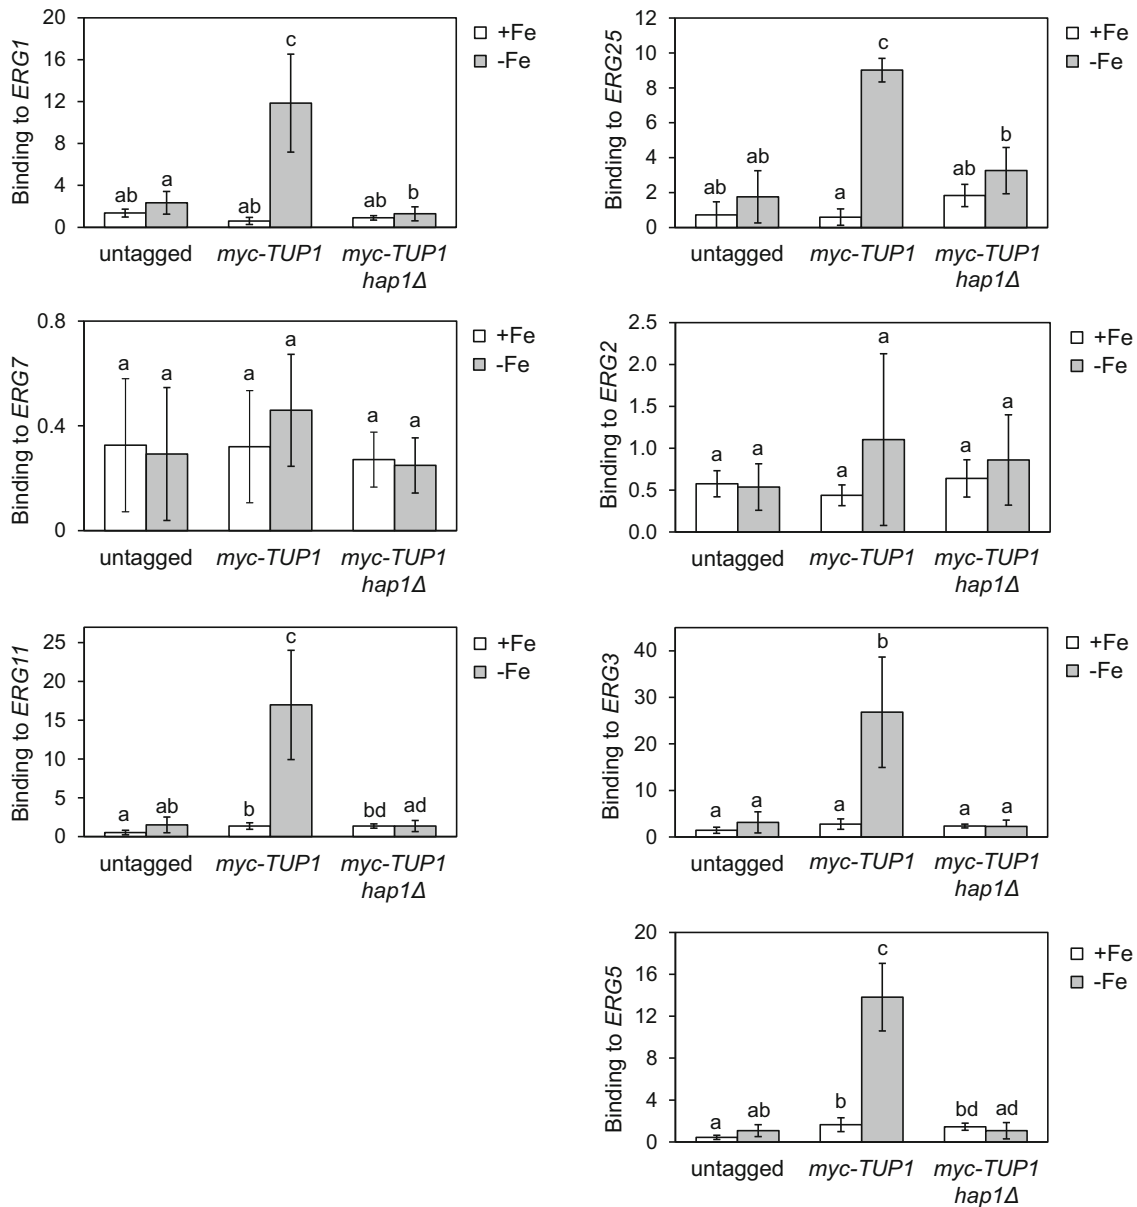 Binding to ERG1
20
16
12
8
4
0
ab
a
ab
c
ab
b
+Fe
-Fe
untagged
myc-TUP1
myc-TUP1
hap1Δ
Binding to ERG25
12
10
8
6
4
2
0
ab
ab
a
c
ab
b
+Fe
-Fe
untagged
myc-TUP1
myc-TUP1
hap1Δ
Binding to ERG7
0.8
0.4
0
a
a
a
a
a
a
+Fe
-Fe
untagged
myc-TUP1
myc-TUP1
hap1Δ
Binding to ERG2
2.5
2.0
1.5
1.0
0.5
0.0
a
a
a
a
a
a
+Fe
-Fe
untagged
myc-TUP1
myc-TUP1
hap1Δ
Binding to ERG11
25
20
15
10
5
0
a
ab
b
c
bd
ad
+Fe
-Fe
untagged
myc-TUP1
myc-TUP1
hap1Δ
Binding to ERG3
40
30
20
10
0
a
a
a
b
a
a
+Fe
-Fe
untagged
myc-TUP1
myc-TUP1
hap1Δ
Binding to ERG5
20
16
12
8
4
0
a
ab
b
c
bd
ad
+Fe
-Fe
untagged
myc-TUP1
myc-TUP1
hap1Δ